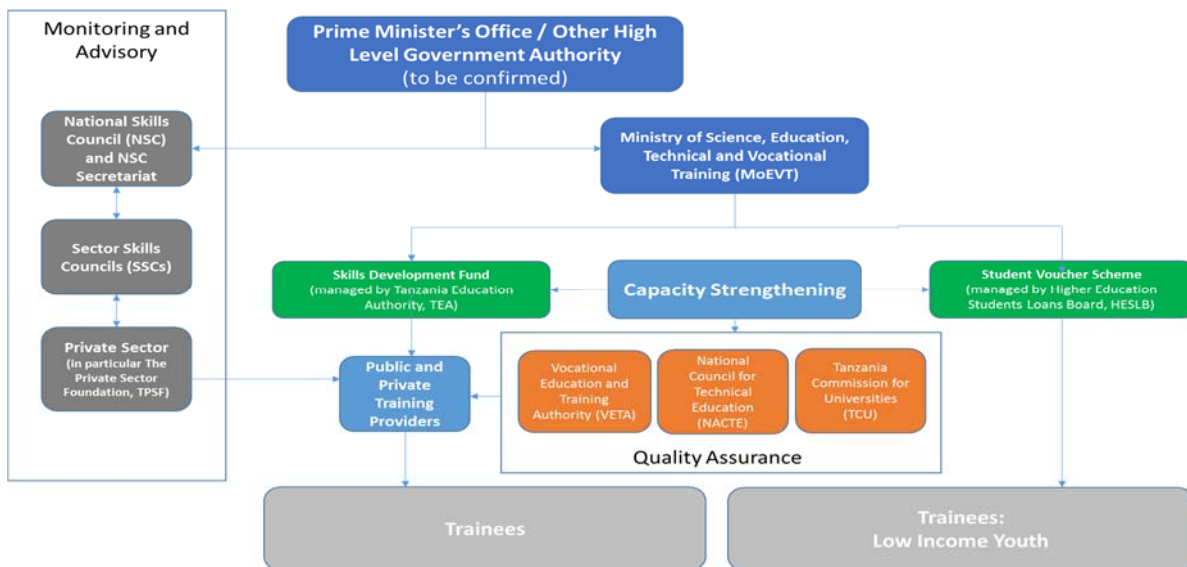 Monitoring and
Advisory
Prime Minister's Office / Other High
Level Government Authority
(to be confirmed)
National Skills
Council (NSC)
and NSC
Secretariat
Ministry of Science, Education,
Technical and Vocational
Training (MoEVT)
Sector Skills
Councils (SSCs)
Skills Development Fund
(managed by Tanzania Education
Authority, TEA)
Capacity Strengthening
Student Voucher Scheme
(managed by Higher Education
Students Loans Board, HESLB)
Private Sector
(in particular The
Private Sector
Foundation, TPSF)
Public and
Private
Training
Providers
Vocational
Education and
Training
Authority (VETA)
National
Council for
Technical
Education
(NACTE)
Tanzania
Commission for
Universities
(TCU)
Quality Assurance
Trainees
Trainees:
Low Income Youth